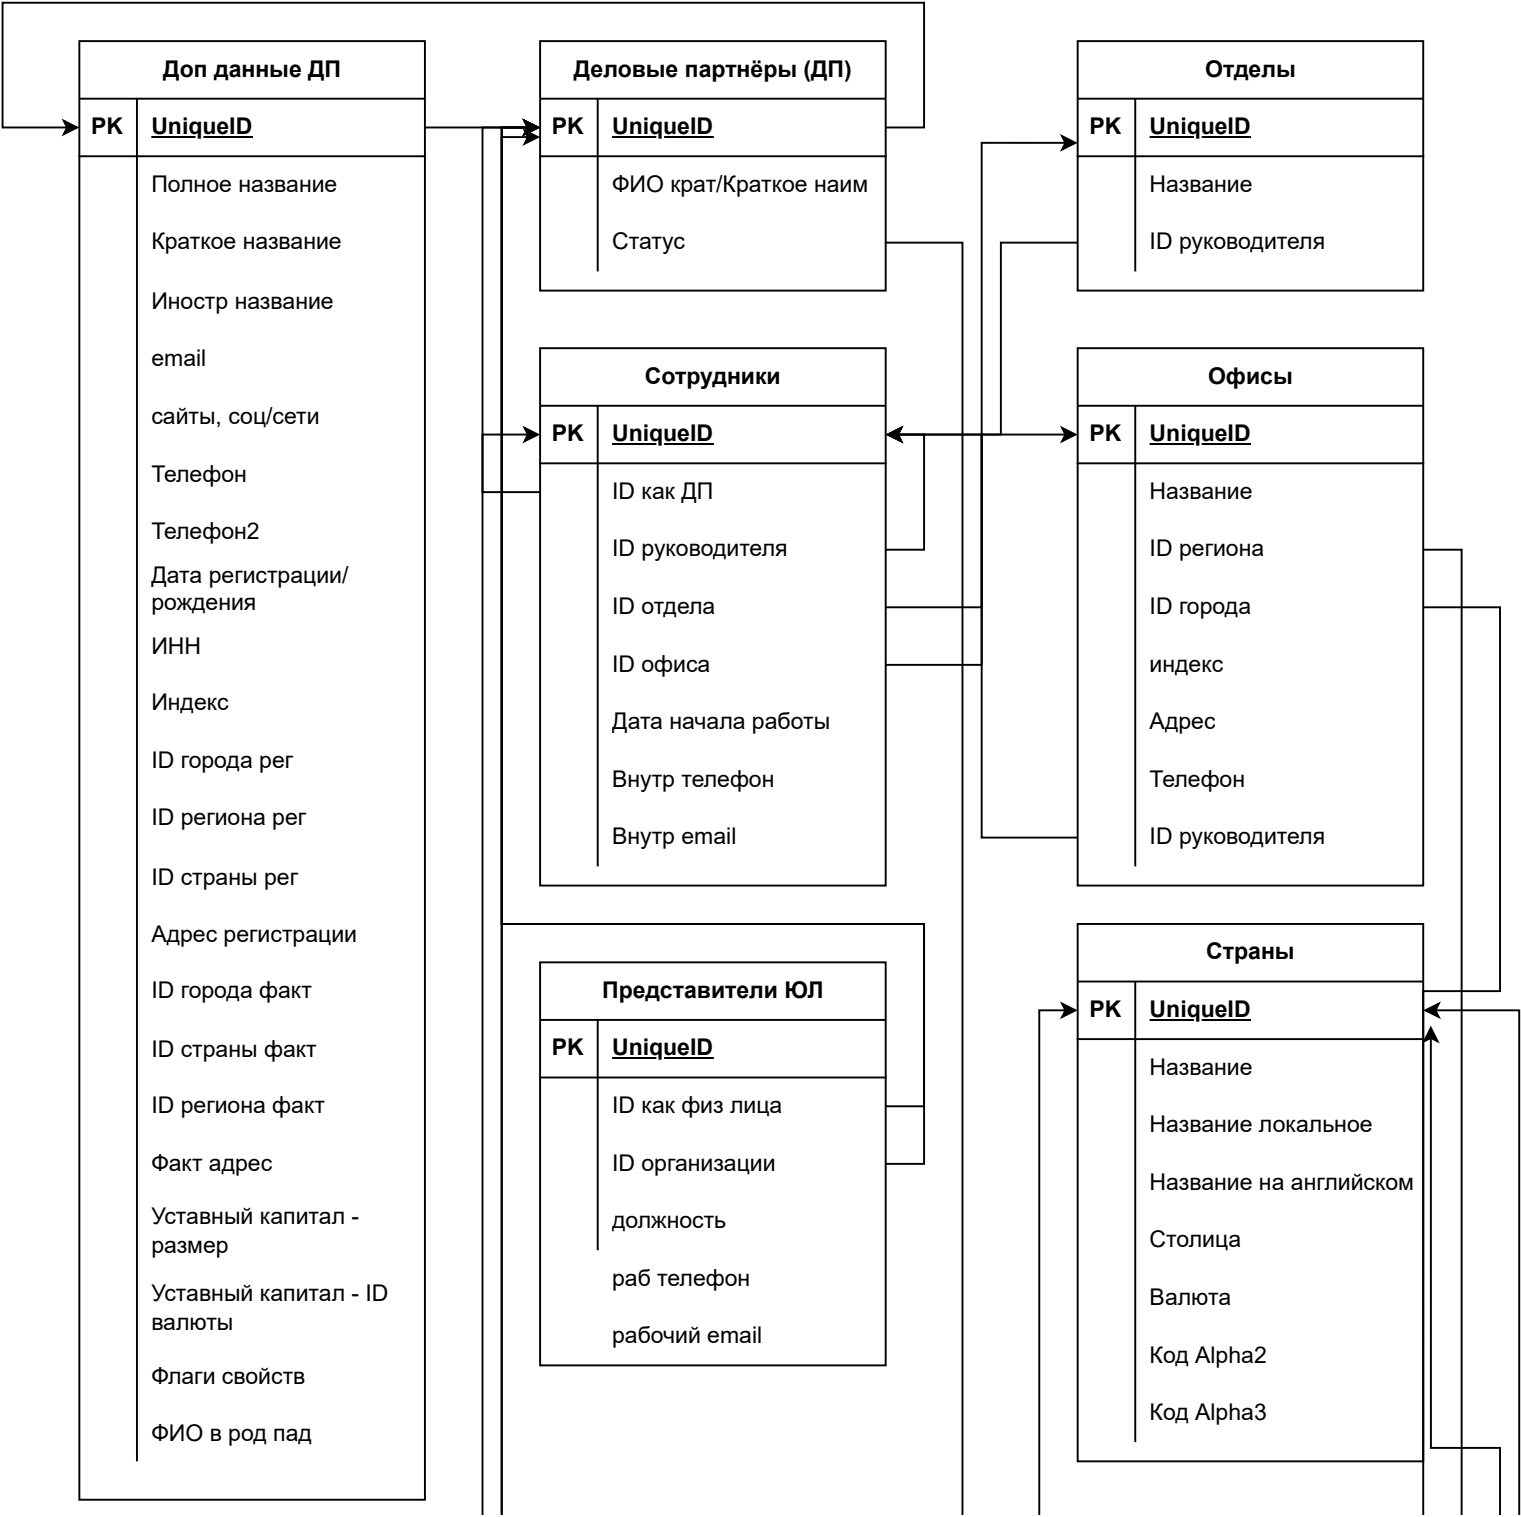 Доп данные ДП
PK
UniqueID
Полное название
Краткое название
Иностр название
email
сайты, соц/сети
Телефон
Телефон2
Дата регистрации/
рождения
ИНН
Индекс
ID города рег
ID региона рег
ID страны рег
Адрес регистрации
ID города факт
ID страны факт
ID региона факт
Факт адрес
Уставный капитал -
размер
Уставный капитал - ID
валюты
Флаги свойств
ФИО в род пад
Деловые партнёры (ДП)
PK
UniqueID
ФИО крат/Краткое наим
Статус
Сотрудники
PK
UniqueID
ID как ДП
ID руководителя
ID отдела
ID офиса
Дата начала работы
Внутр телефон
Внутр email
Представители ЮЛ
PK
UniqueID
ID как физ лица
ID организации
должность
раб телефон
рабочий email
Отделы
PK
UniqueID
Название
ID руководителя
Офисы
PK
UniqueID
Название
ID региона
ID города
индекс
Адрес
Телефон
ID руководителя
Страны
PK
UniqueID
Название
Название локальное
Название на английском
Столица
Валюта
Код Alpha2
Код Alpha3